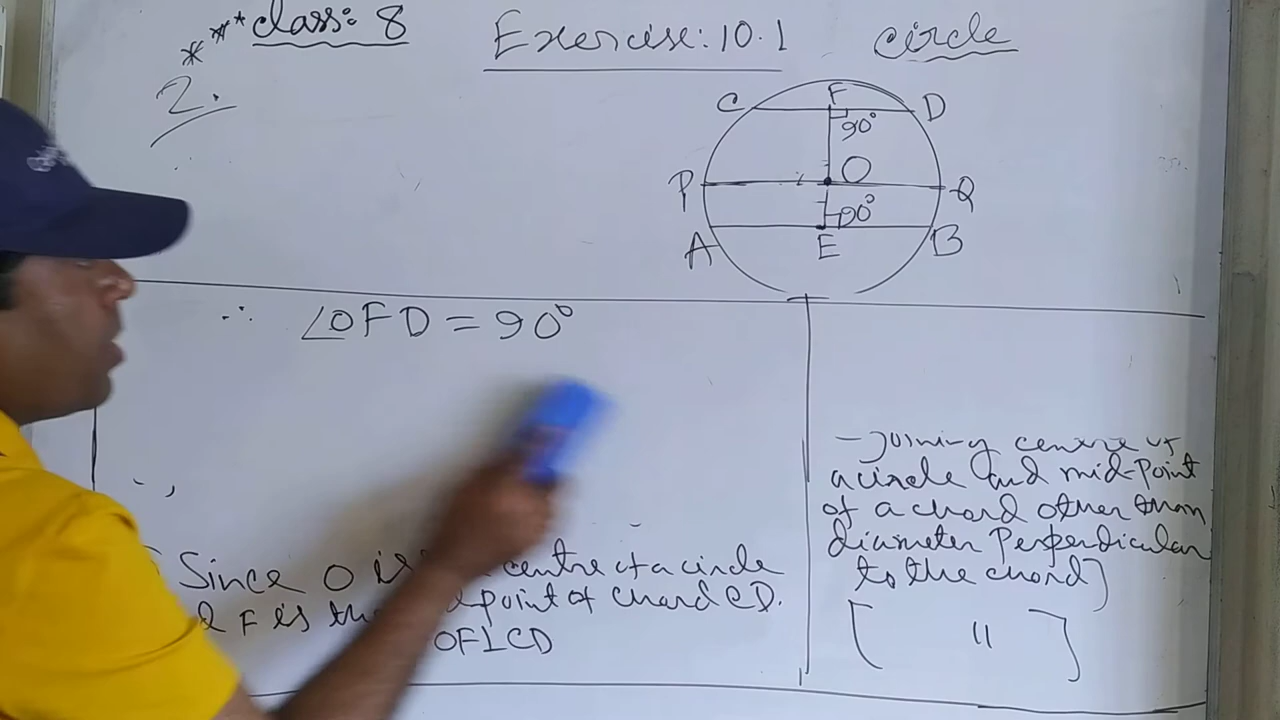 *** class: 8
Exercise: 10.1
circle
2.
C F D
90°
P O Q
90°
A E B
∴ ∠OFD = 90°
Since O is centre of a circle
F is the point of chord CD.
OF⊥CD
- Joining centre of
a circle and mid-point
of a chord other than
diameter perpendicular
to the chord]
[ " ]